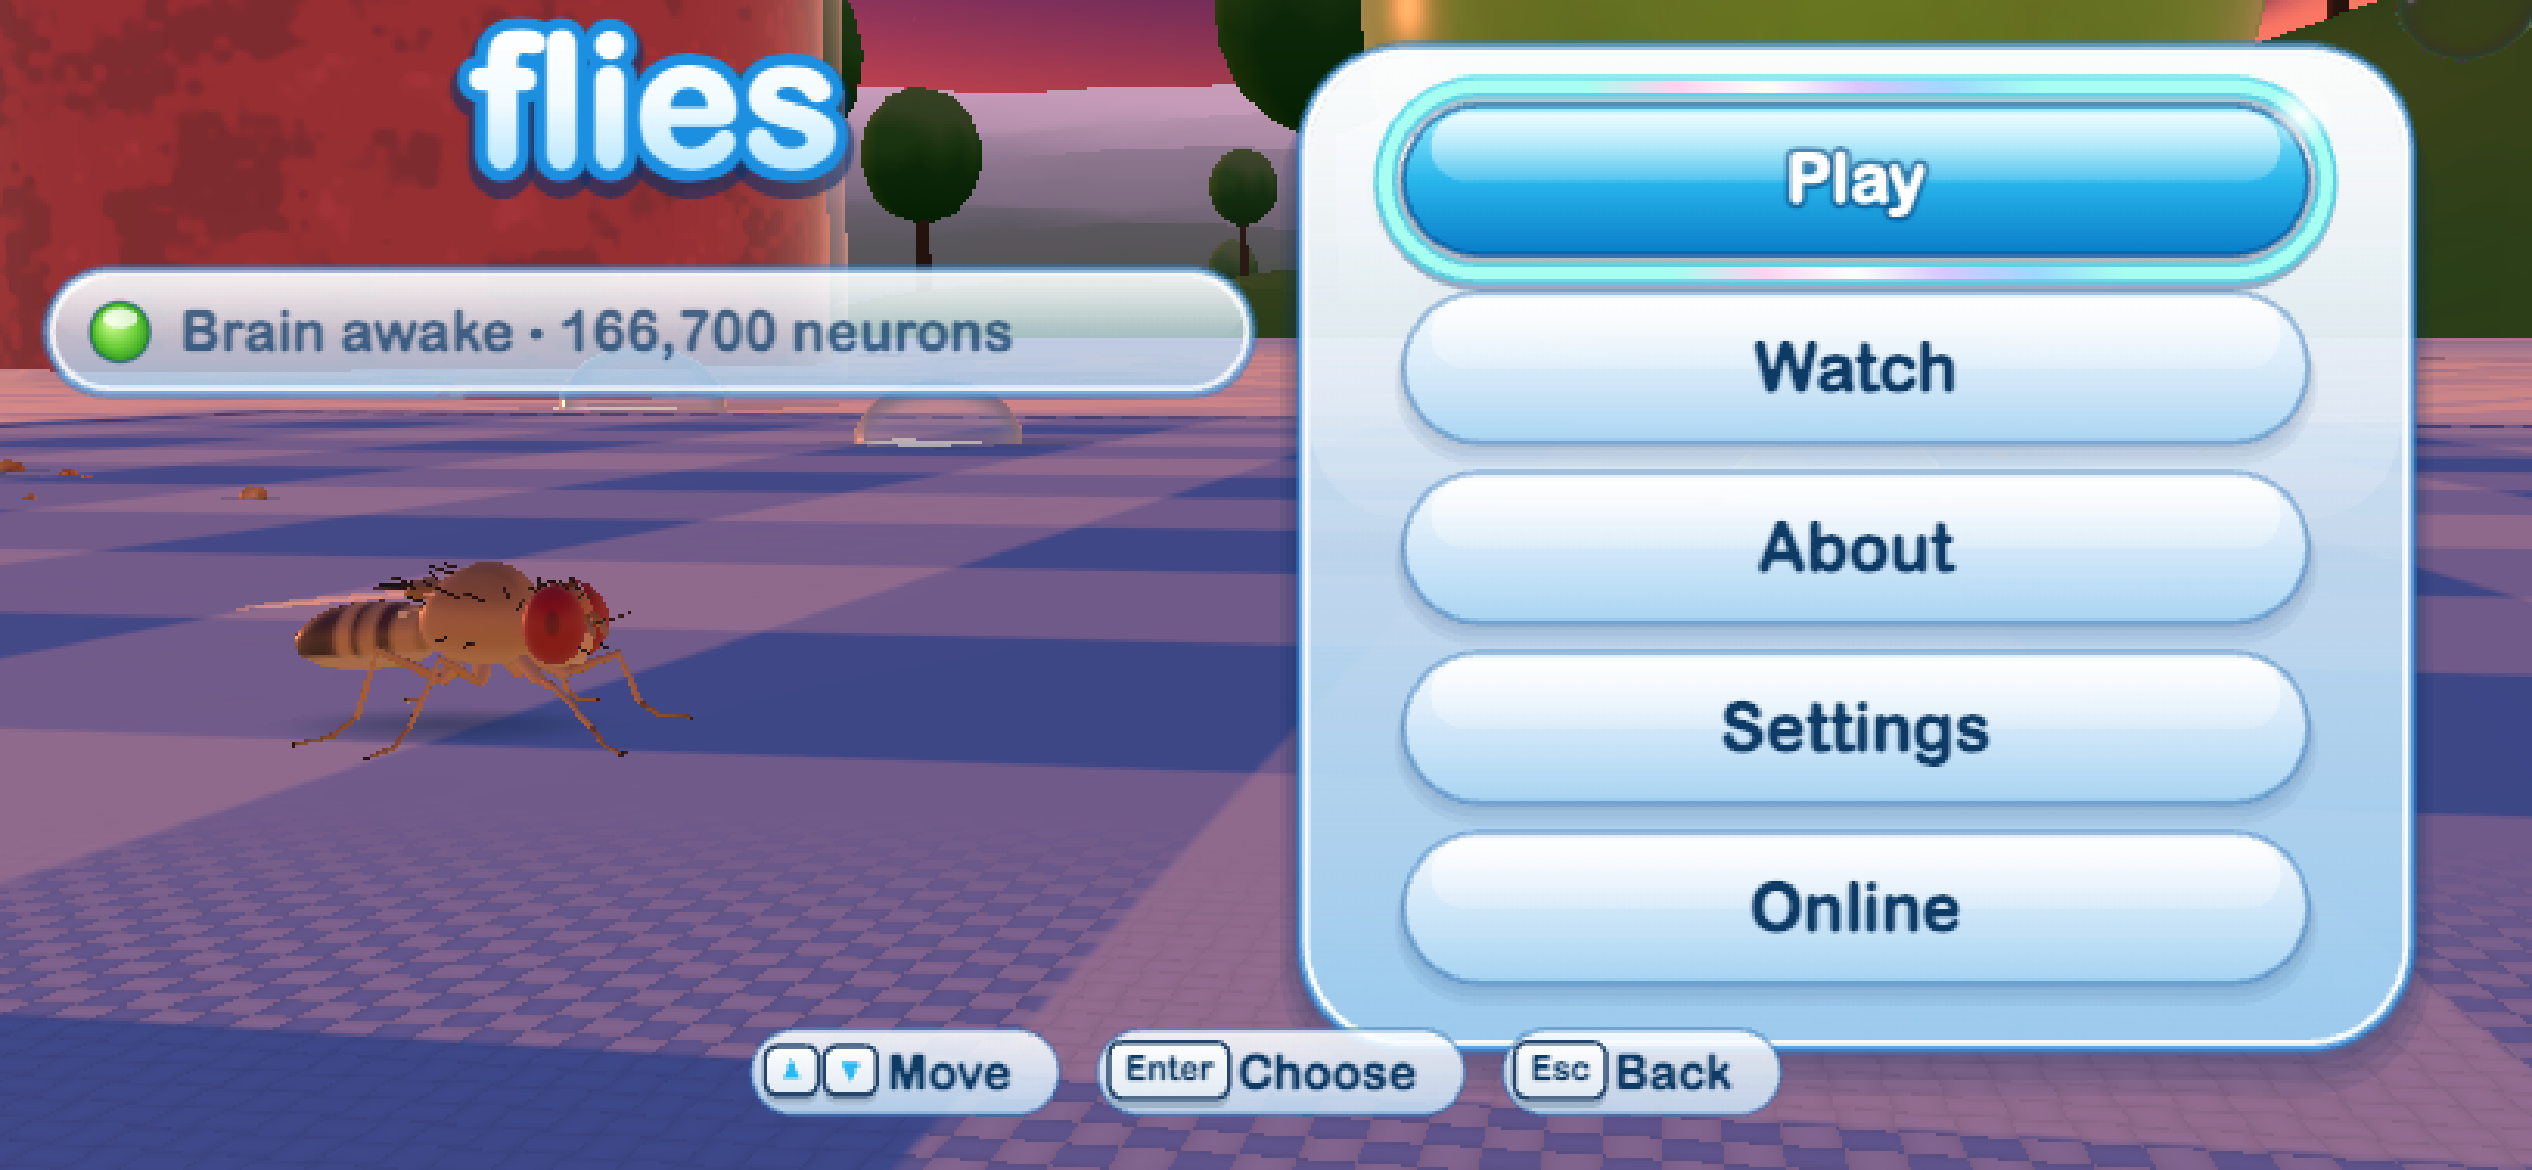 flies
Brain awake • 166,700 neurons
Play
Watch
About
Settings
Online
▲ ▼ Move
Enter Choose
Esc Back